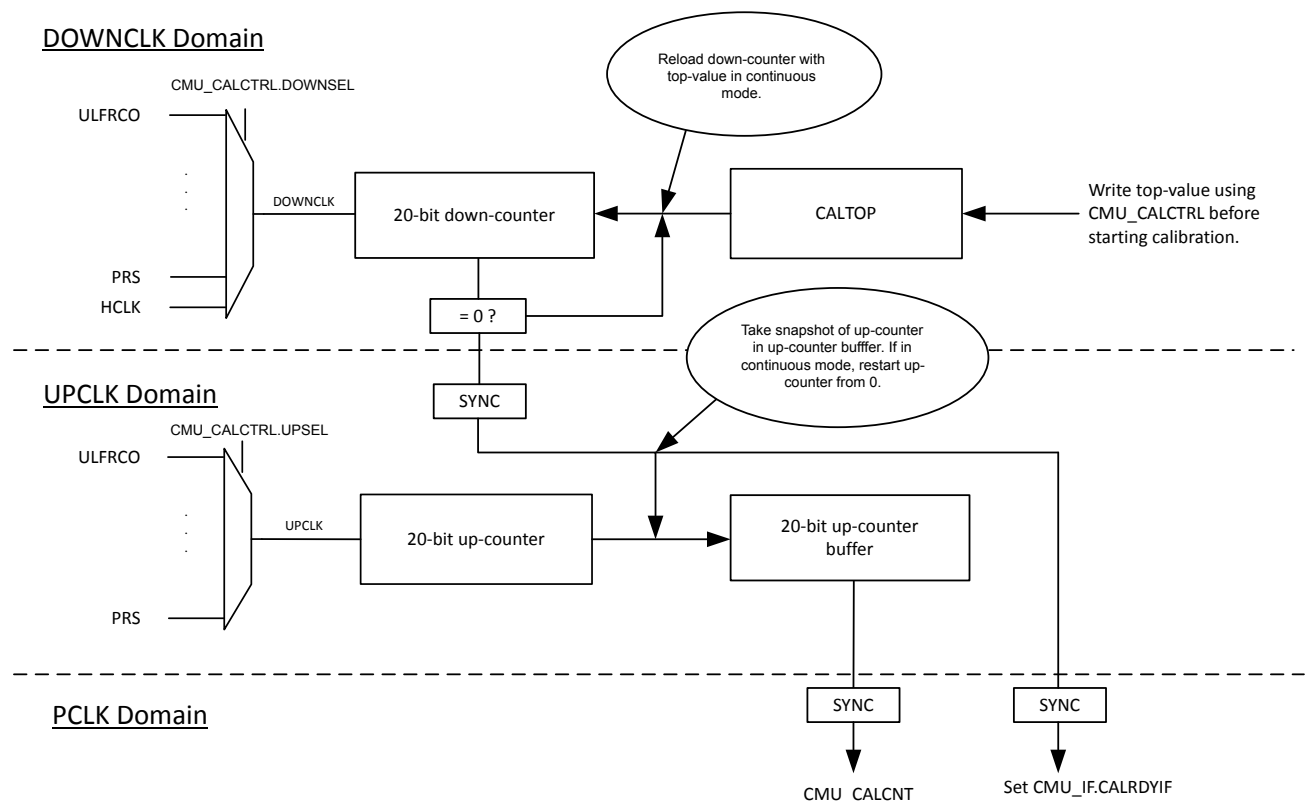 DOWNCLK Domain
Reload down-counter with
top-value in continuous
mode.
CMU_CALCTRL.DOWNSEL
ULFRCO
DOWNCLK
20-bit down-counter
CALTOP
Write top-value using
CMU_CALCTRL before
starting calibration.
PRS
HCLK
= 0 ?
Take snapshot of up-counter
in up-counter bufffer. If in
continuous mode, restart up-
counter from 0.
UPCLK Domain
SYNC
CMU_CALCTRL.UPSEL
ULFRCO
UPCLK
20-bit up-counter
20-bit up-counter
buffer
PRS
PCLK Domain
SYNC
SYNC
CMU_CALCNT
Set CMU_IF.CALRDYIF